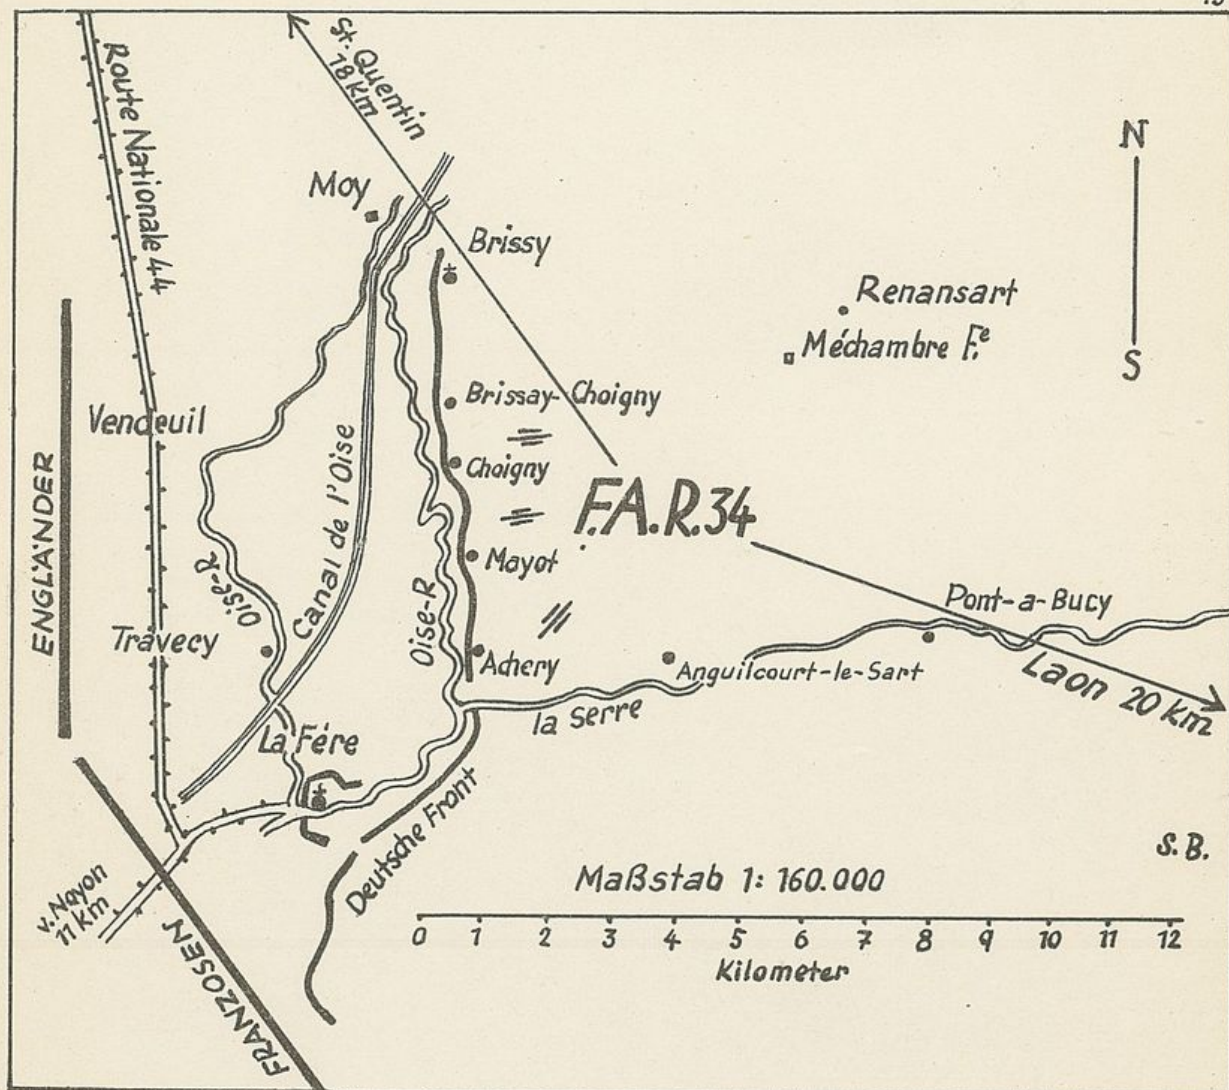 St. Quentin
18 Km
Route Nationale 44
N
Moy
Brissy
Renansart
Méchambre Fe.
S
Brissay-Choigny
Vendeuil
Choigny
F.A.R.34
ENGLÄNDER
Canal de l'Oise
Mayot
Oise-R
Oise-R
Pont-a-Bucy
Travecy
Achery
Anguilcourt-le-Sart
Laon 20 km
la Serre
La Fére
Deutsche Front
S.B.
Maßstab 1:160.000
v. Noyon
11 km
0 1 2 3 4 5 6 7 8 9 10 11 12
Kilometer
FRANZOSEN